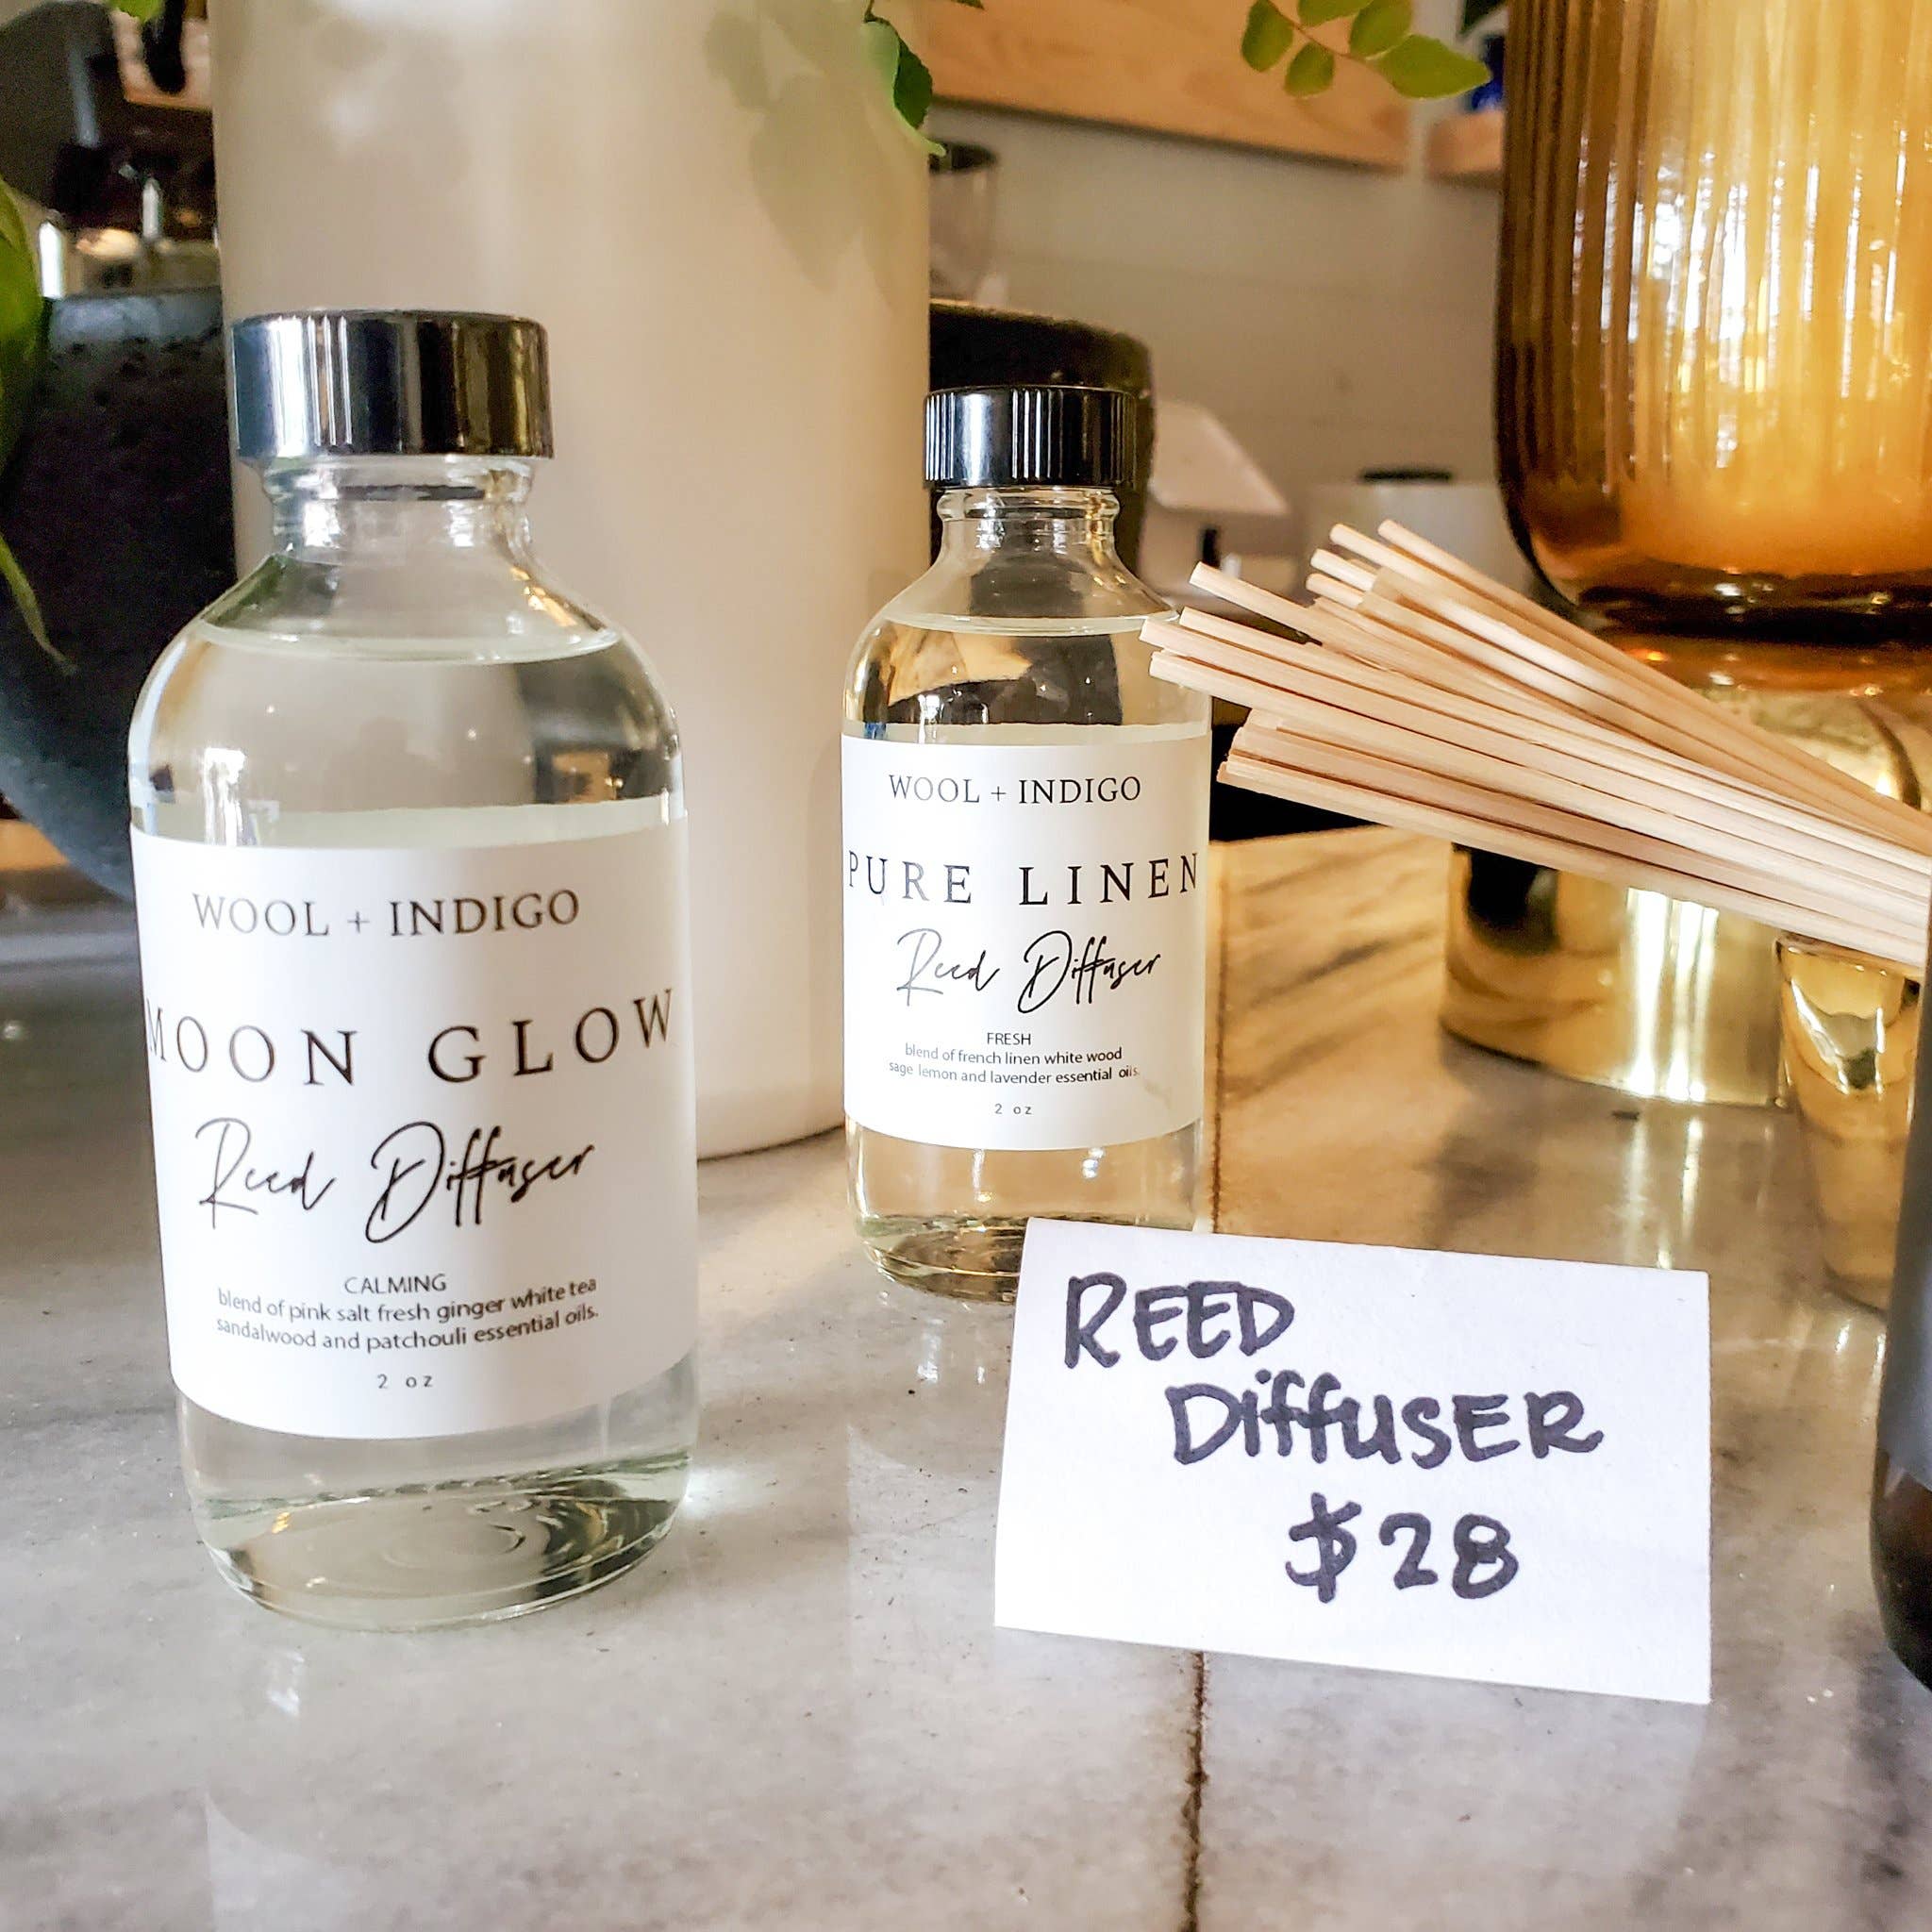 WOOL + INDIGO
MOON GLOW
Reed Diffuser
CALMING
blend of pink salt fresh ginger white tea
sandalwood and patchouli essential oils.
2 oz
WOOL + INDIGO
PURE LINEN
Reed Diffuser
FRESH
blend of french linen white wood
sage lemon and lavender essential oils.
2 oz
REED
DiffusER
$28